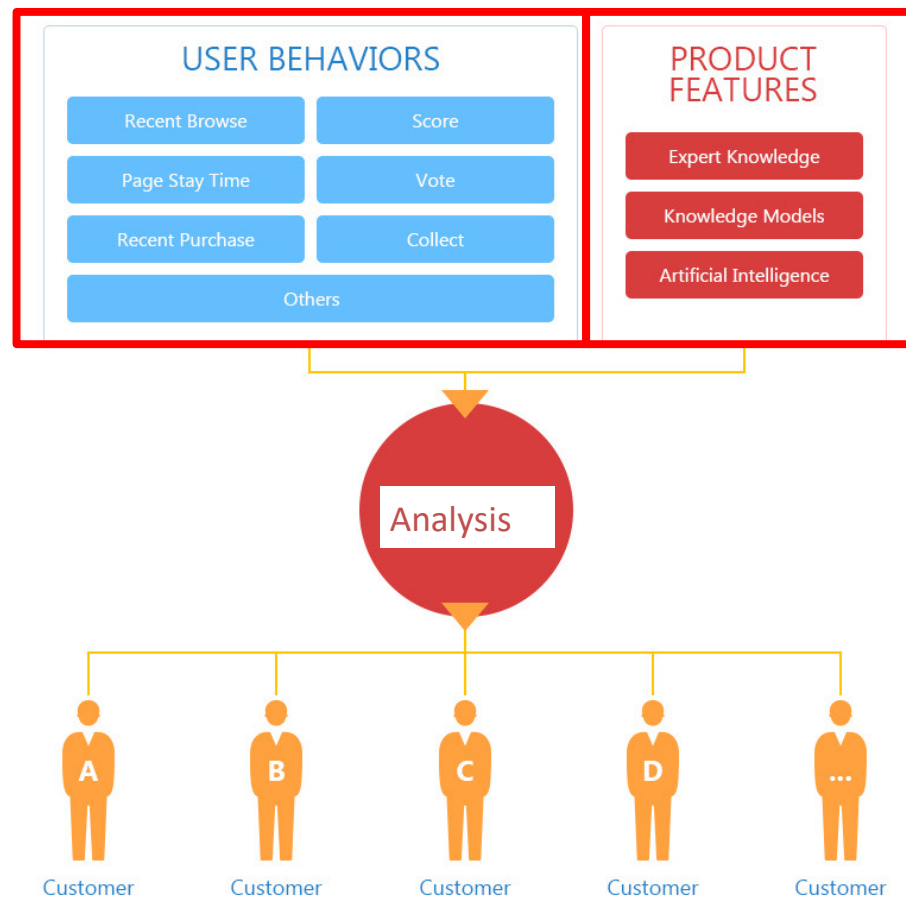 USER BEHAVIORS
Recent Browse
Score
Page Stay Time
Vote
Recent Purchase
Collect
Others
PRODUCT
FEATURES
Expert Knowledge
Knowledge Models
Artificial Intelligence
Analysis
A
B
C
D
...
Customer
Customer
Customer
Customer
Customer